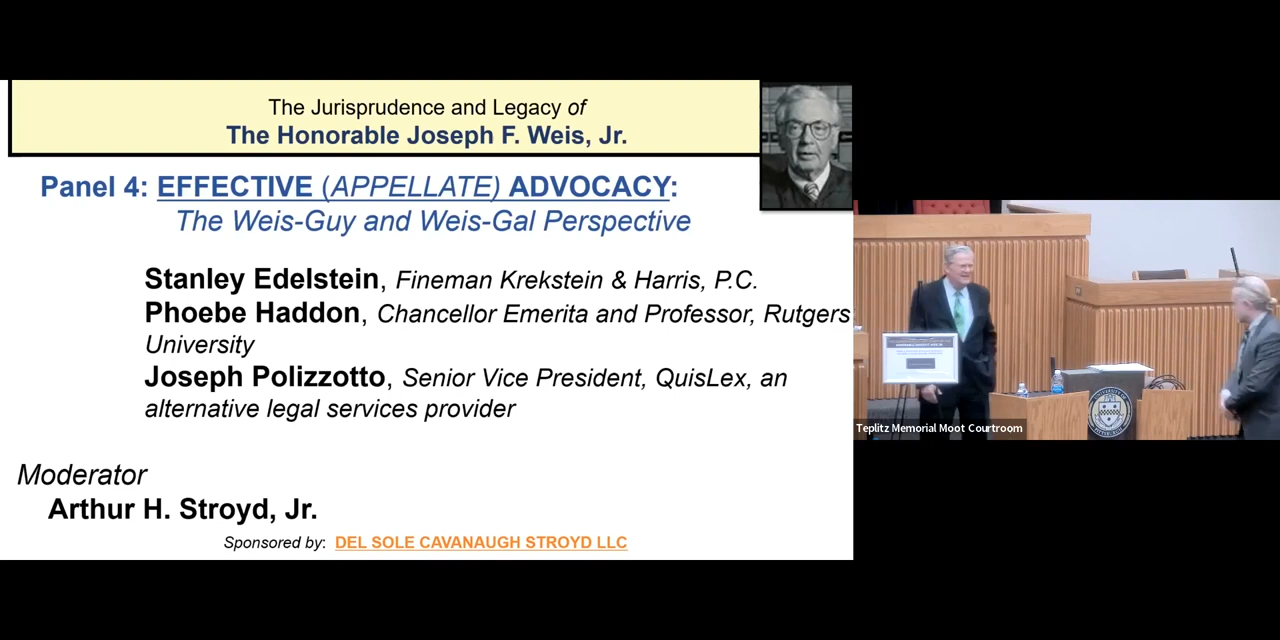 The Jurisprudence and Legacy of
The Honorable Joseph F. Weis, Jr.
Panel 4: EFFECTIVE (APPELLATE) ADVOCACY:
The Weis-Guy and Weis-Gal Perspective
Stanley Edelstein, Fineman Krekstein & Harris, P.C.
Phoebe Haddon, Chancellor Emerita and Professor, Rutgers
University
Joseph Polizzotto, Senior Vice President, QuisLex, an
alternative legal services provider
Moderator
Arthur H. Stroyd, Jr.
Sponsored by: DEL SOLE CAVANAUGH STROYD LLC
Teplitz Memorial Moot Courtroom